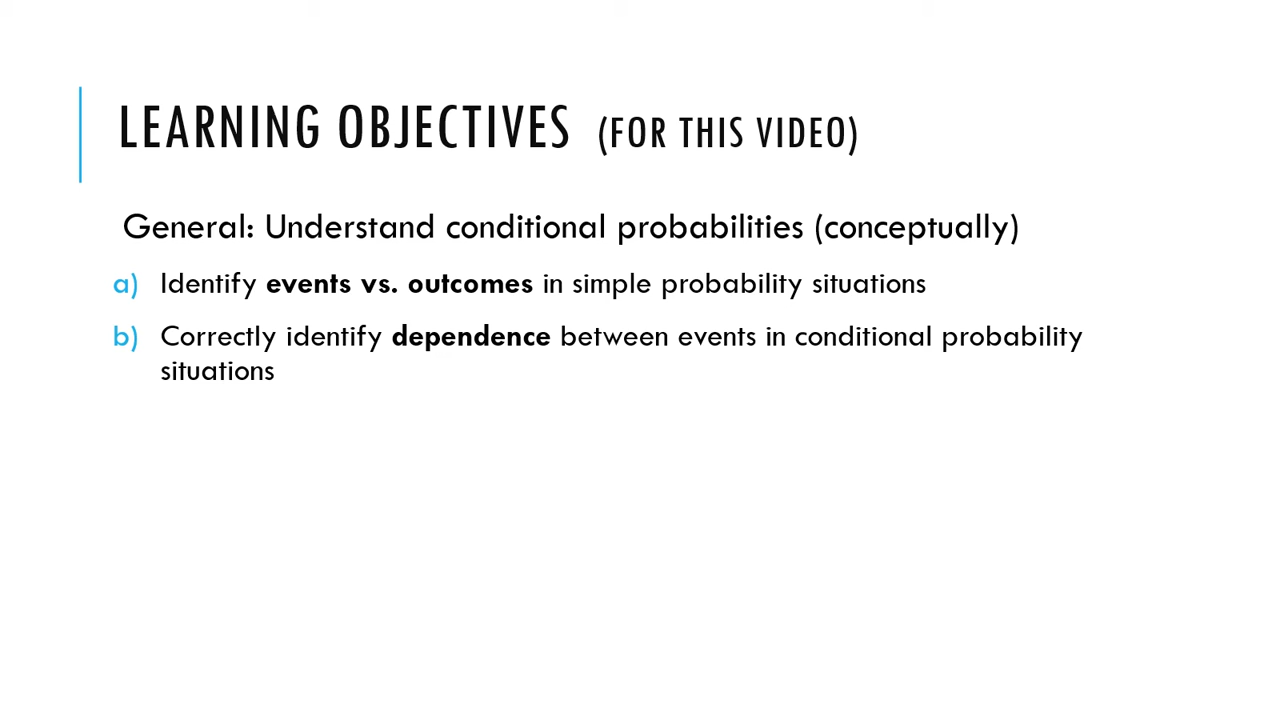 LEARNING OBJECTIVES (FOR THIS VIDEO)
General: Understand conditional probabilities (conceptually)
a) Identify events vs. outcomes in simple probability situations
b) Correctly identify dependence between events in conditional probability
situations